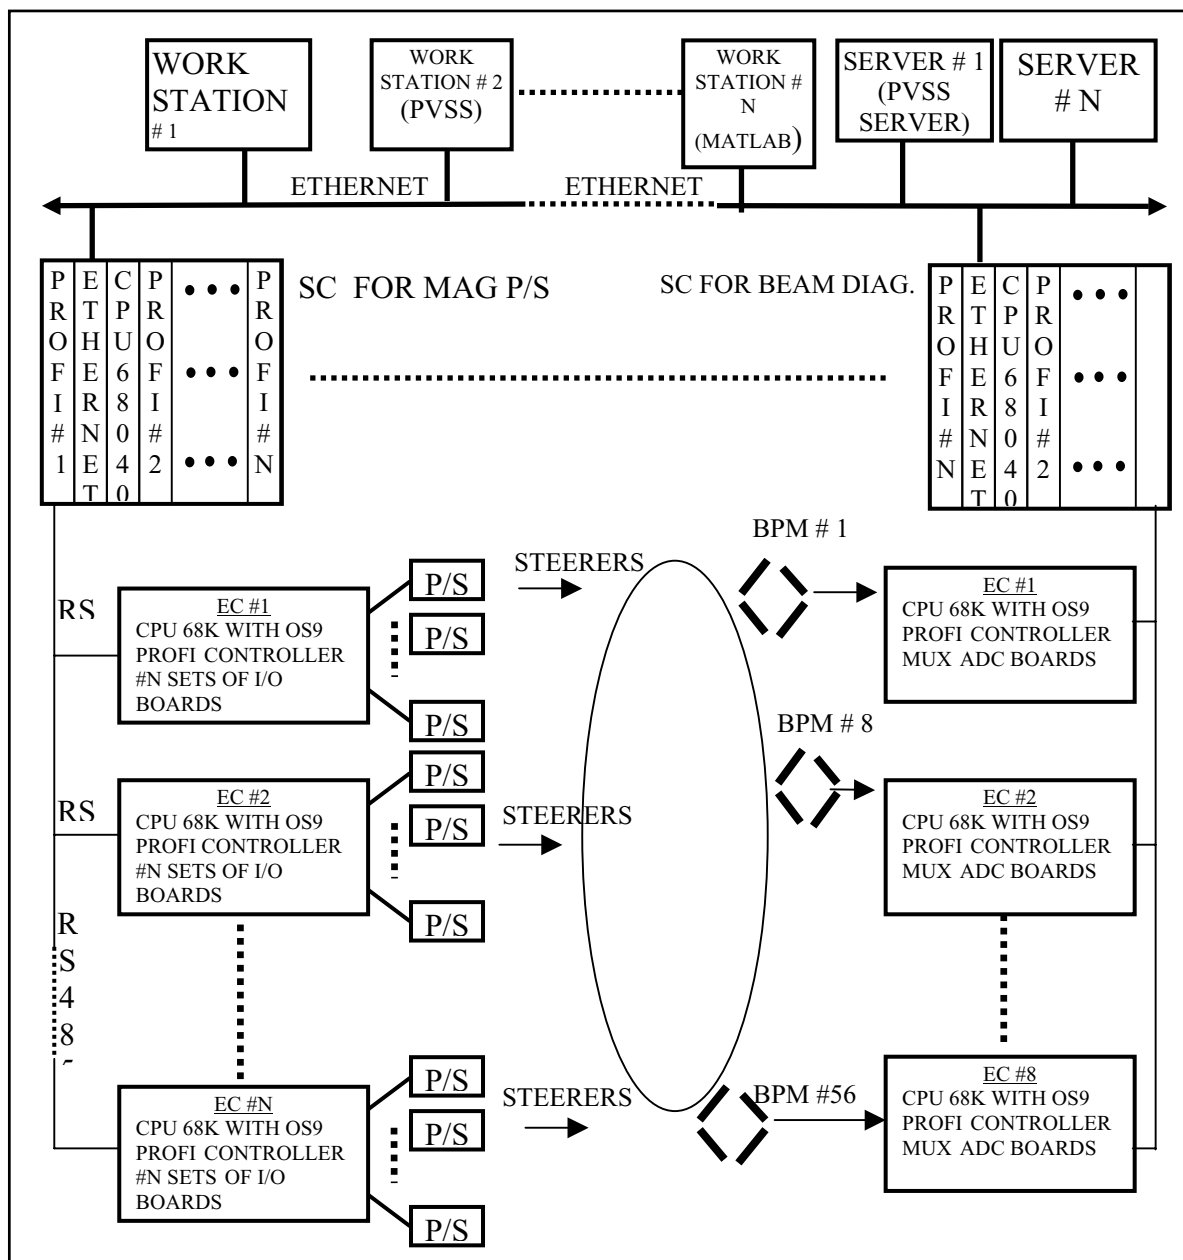 WORK
STATION
# 1
WORK
STATION # 2
(PVSS)
WORK
STATION #
N
(MATLAB)
SERVER # 1
(PVSS
SERVER)
SERVER
# N
ETHERNET
ETHERNET
PROFI#1
ETHERNET
CPU68040
PROFI#2
• • •
• • •
• • •
PROFI#N
SC FOR MAG P/S
SC FOR BEAM DIAG.
PROFI#N
ETHERNET
CPU68040
PROFI#2
• • •
• • •
• • •
RS
EC #1
CPU 68K WITH OS9
PROFI CONTROLLER
#N SETS OF I/O
BOARDS
P/S
P/S
P/S
STEERERS
BPM # 1
EC #1
CPU 68K WITH OS9
PROFI CONTROLLER
MUX ADC BOARDS
RS
EC #2
CPU 68K WITH OS9
PROFI CONTROLLER
#N SETS OF I/O
BOARDS
P/S
P/S
P/S
STEERERS
BPM # 8
EC #2
CPU 68K WITH OS9
PROFI CONTROLLER
MUX ADC BOARDS
RS48
EC #N
CPU 68K WITH OS9
PROFI CONTROLLER
#N SETS OF I/O
BOARDS
P/S
P/S
P/S
STEERERS
BPM #56
EC #8
CPU 68K WITH OS9
PROFI CONTROLLER
MUX ADC BOARDS